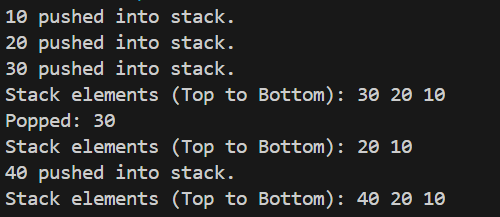 10 pushed into stack.
20 pushed into stack.
30 pushed into stack.
Stack elements (Top to Bottom): 30 20 10
Popped: 30
Stack elements (Top to Bottom): 20 10
40 pushed into stack.
Stack elements (Top to Bottom): 40 20 10